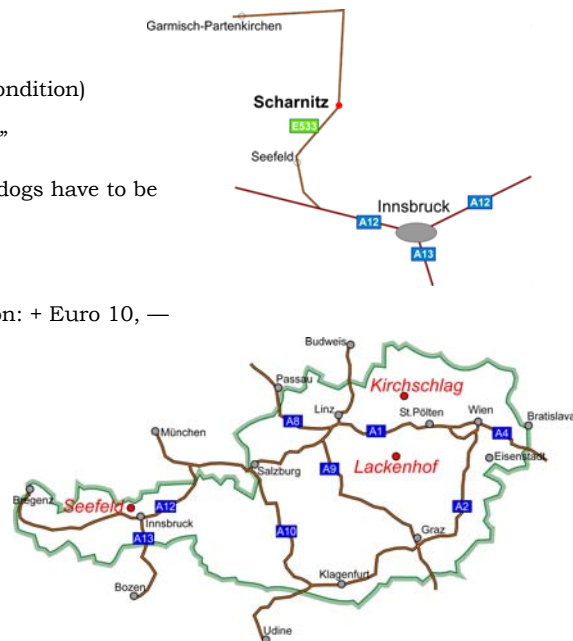 Garmisch-Partenkirchen
ondition)
Scharnitz
E533
”
Seefeld
dogs have to be
Innsbruck
A12
A12
A13
on: + Euro 10, —
Budweis
Passau
Kirchschlag
Linz
St.Pölten
Wien
Bratislava
A8
A1
A4
München
Eisenstadt
Salzburg
A9
Lackenhof
Bregenz
Seefeld
A12
A2
Innsbruck
A13
A10
Graz
Bozen
Klagenfurt
Udine